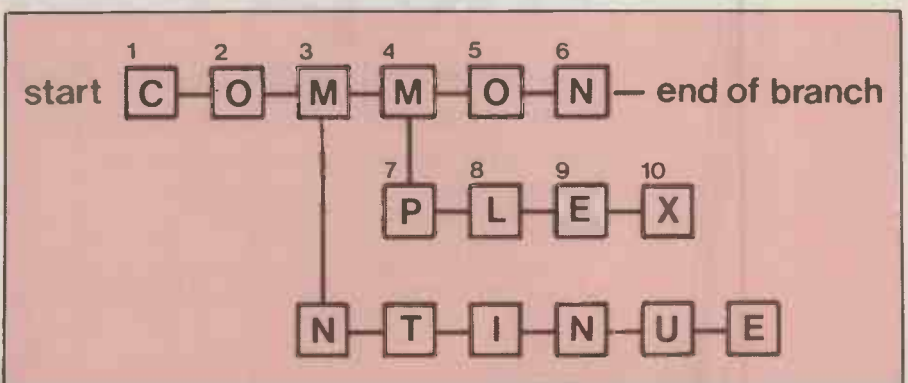 1 2 3 4 5 6
start C O M M O N end of branch
7 8 9 10
P L E X
N T I N U E